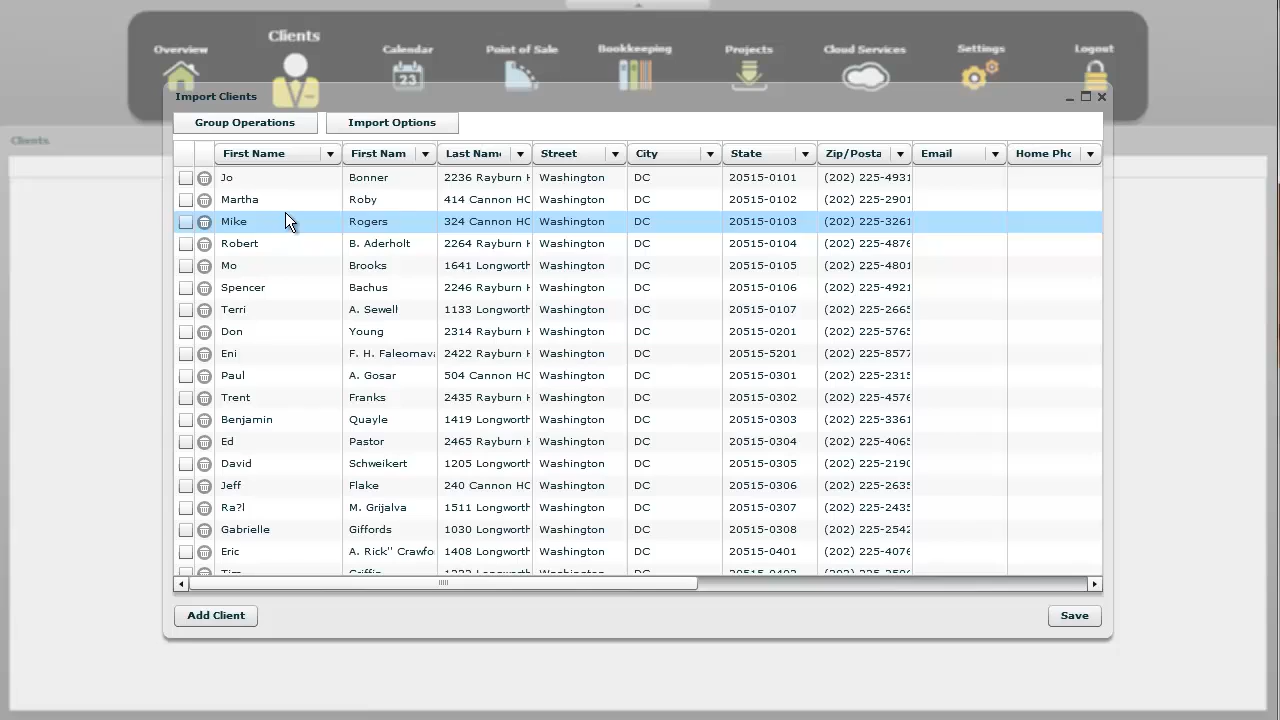 Overview Clients Calendar Point of Sale Bookkeeping Projects Cloud Services Settings Logout
23
Import Clients
Clients
Group Operations Import Options
First Name First Nam Last Name Street City State Zip/Posta Email Home Phc
Jo Bonner 2236 Rayburn H Washington DC 20515-0101 (202) 225-4931
Martha Roby 414 Cannon HO Washington DC 20515-0102 (202) 225-2901
Mike Rogers 324 Cannon HO Washington DC 20515-0103 (202) 225-3261
Robert B. Aderholt 2264 Rayburn H Washington DC 20515-0104 (202) 225-4876
Mo Brooks 1641 Longworth Washington DC 20515-0105 (202) 225-4801
Spencer Bachus 2246 Rayburn H Washington DC 20515-0106 (202) 225-4921
Terri A. Sewell 1133 Longworth Washington DC 20515-0107 (202) 225-2665
Don Young 2314 Rayburn H Washington DC 20515-0201 (202) 225-5765
Eni F. H. Faleomava 2422 Rayburn H Washington DC 20515-5201 (202) 225-8577
Paul A. Gosar 504 Cannon HO Washington DC 20515-0301 (202) 225-2315
Trent Franks 2435 Rayburn H Washington DC 20515-0302 (202) 225-4576
Benjamin Quayle 1419 Longworth Washington DC 20515-0303 (202) 225-3361
Ed Pastor 2465 Rayburn H Washington DC 20515-0304 (202) 225-4065
David Schweikert 1205 Longworth Washington DC 20515-0305 (202) 225-2190
Jeff Flake 240 Cannon HO Washington DC 20515-0306 (202) 225-2635
Ra?l M. Grijalva 1511 Longworth Washington DC 20515-0307 (202) 225-2435
Gabrielle Giffords 1030 Longworth Washington DC 20515-0308 (202) 225-2542
Eric A. Rick'' Crawfo 1408 Longworth Washington DC 20515-0401 (202) 225-4076
Add Client Save